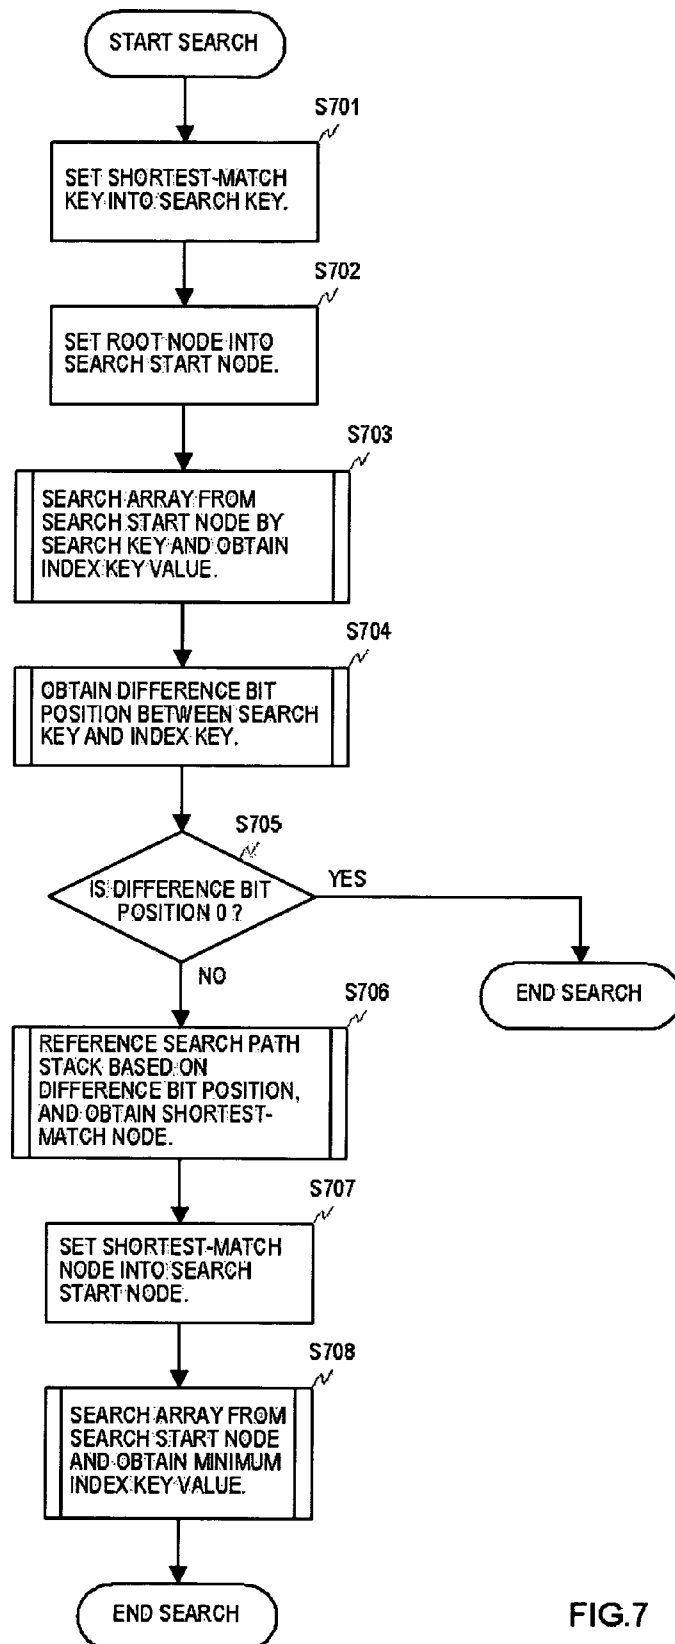 START SEARCH
S701
SET SHORTEST-MATCH
KEY INTO SEARCH KEY.
S702
SET ROOT NODE INTO
SEARCH START NODE.
S703
SEARCH ARRAY FROM
SEARCH START NODE BY
SEARCH KEY AND OBTAIN
INDEX KEY VALUE.
S704
OBTAIN DIFFERENCE BIT
POSITION BETWEEN SEARCH
KEY AND INDEX KEY.
S705
IS DIFFERENCE BIT
POSITION 0 ?
YES
NO
END SEARCH
S706
REFERENCE SEARCH PATH
STACK BASED ON
DIFFERENCE BIT POSITION,
AND OBTAIN SHORTEST-
MATCH NODE.
S707
SET SHORTEST-MATCH
NODE INTO SEARCH
START NODE.
S708
SEARCH ARRAY FROM
SEARCH START NODE
AND OBTAIN MINIMUM
INDEX KEY VALUE.
END SEARCH
FIG.7